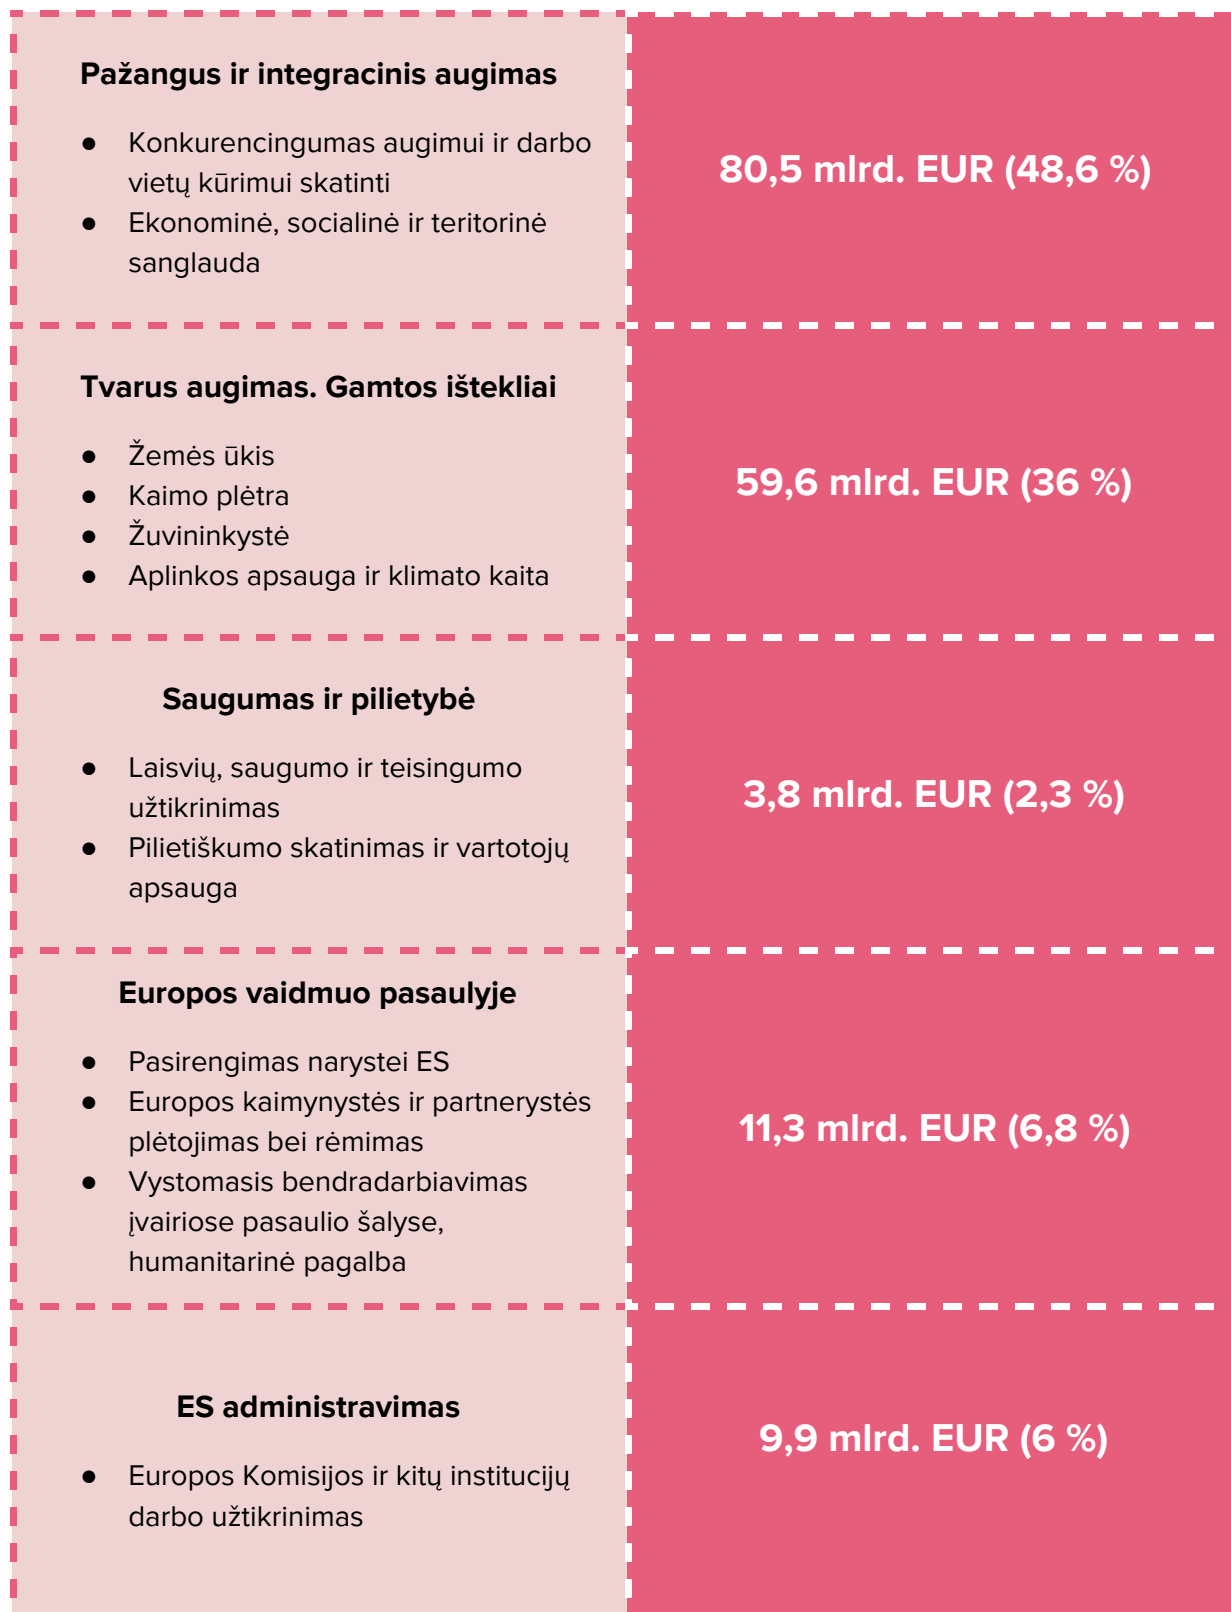 Pažangus ir integracinis augimas
● Konkurencingumas augimui ir darbo
vietų kūrimui skatinti
● Ekonominė, socialinė ir teritorinė
sanglauda
80,5 mlrd. EUR (48,6 %)
Tvarus augimas. Gamtos ištekliai
● Žemės ūkis
● Kaimo plėtra
● Žuvininkystė
● Aplinkos apsauga ir klimato kaita
59,6 mlrd. EUR (36 %)
Saugumas ir pilietybė
● Laisvių, saugumo ir teisingumo
užtikrinimas
● Pilietiškumo skatinimas ir vartotojų
apsauga
3,8 mlrd. EUR (2,3 %)
Europos vaidmuo pasaulyje
● Pasirengimas narystei ES
● Europos kaimynystės ir partnerystės
plėtojimas bei rėmimas
● Vystomasis bendradarbiavimas
įvairiose pasaulio šalyse,
humanitarinė pagalba
11,3 mlrd. EUR (6,8 %)
ES administravimas
● Europos Komisijos ir kitų institucijų
darbo užtikrinimas
9,9 mlrd. EUR (6 %)